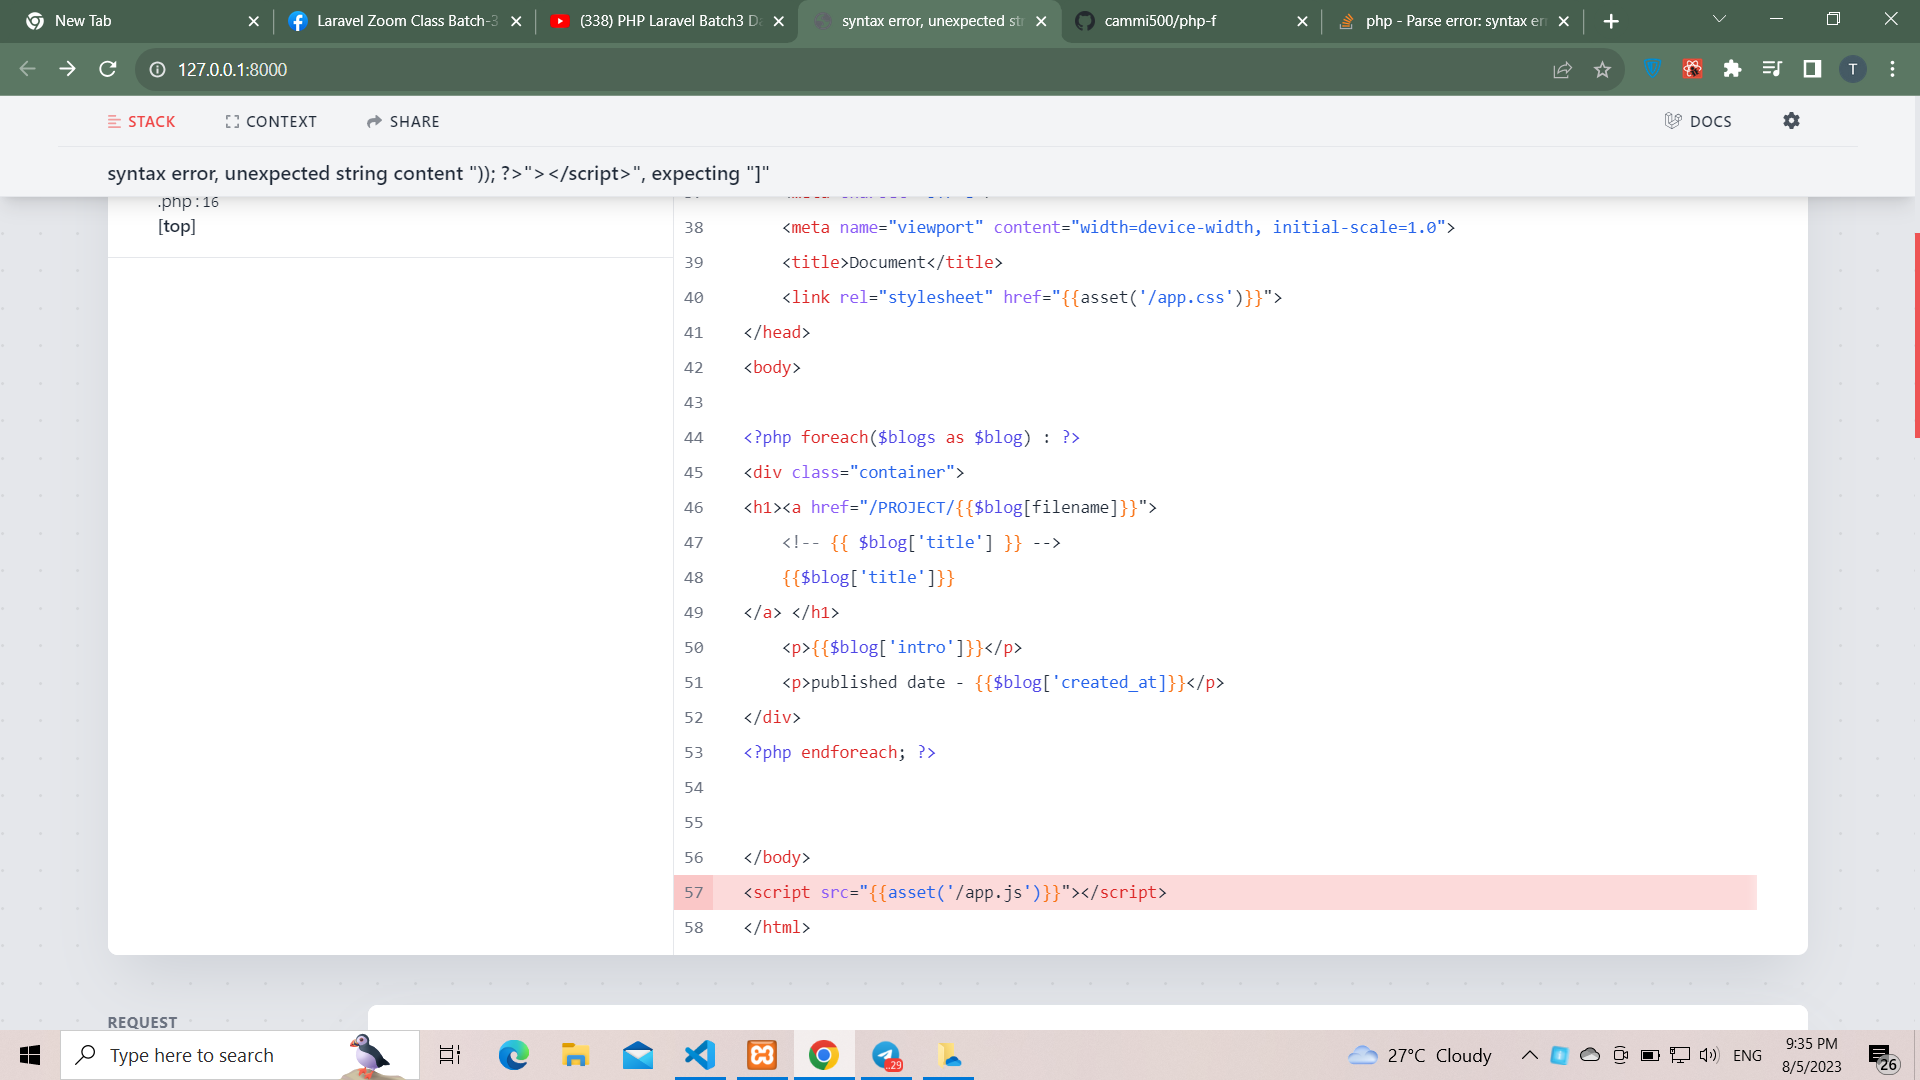 New Tab
Laravel Zoom Class Batch-3
(338) PHP Laravel Batch3 Da
syntax error, unexpected str
cammi500/php-f
php - Parse error: syntax err
127.0.0.1:8000
T
STACK
CONTEXT
SHARE
DOCS
syntax error, unexpected string content ")); ?>"></script>", expecting "]"
.php:16
[top]
38 <meta name="viewport" content="width=device-width, initial-scale=1.0">
39 <title>Document</title>
40 <link rel="stylesheet" href="{{asset('/app.css')}}">
41 </head>
42 <body>
43
44 <?php foreach($blogs as $blog) : ?>
45 <div class="container">
46 <h1><a href="/PROJECT/{{$blog[filename]}}">
47 <!-- {{ $blog['title'] }} -->
48 {{$blog['title']}}
49 </a> </h1>
50 <p>{{$blog['intro']}}</p>
51 <p>published date - {{$blog['created_at]}}</p>
52 </div>
53 <?php endforeach; ?>
54
55
56 </body>
57 <script src="{{asset('/app.js')}}"></script>
58 </html>
REQUEST
Type here to search
29
27°C Cloudy
ENG
9:35 PM
8/5/2023
26